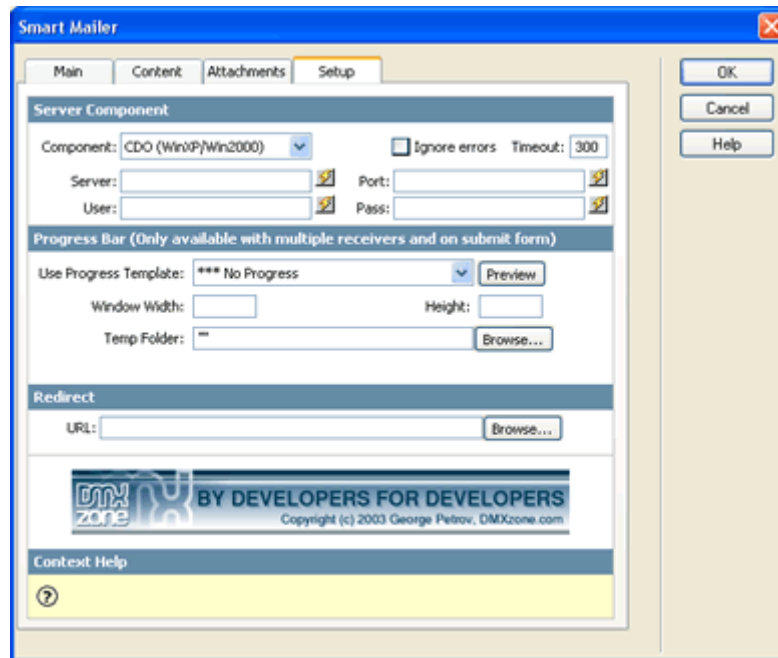 Smart Mailer
Main Content Attachments Setup
OK
Cancel
Help
Server Component
Component: CDO (WinXP/Win2000) Ignore errors Timeout: 300
Server: Port:
User: Pass:
Progress Bar (Only available with multiple receivers and on submit form)
Use Progress Template: *** No Progress Preview
Window Width: Height:
Temp Folder: "" Browse...
Redirect
URL: Browse...
DMX zone BY DEVELOPERS FOR DEVELOPERS
Copyright (c) 2003 George Petrov, DMXzone.com
Context Help
?